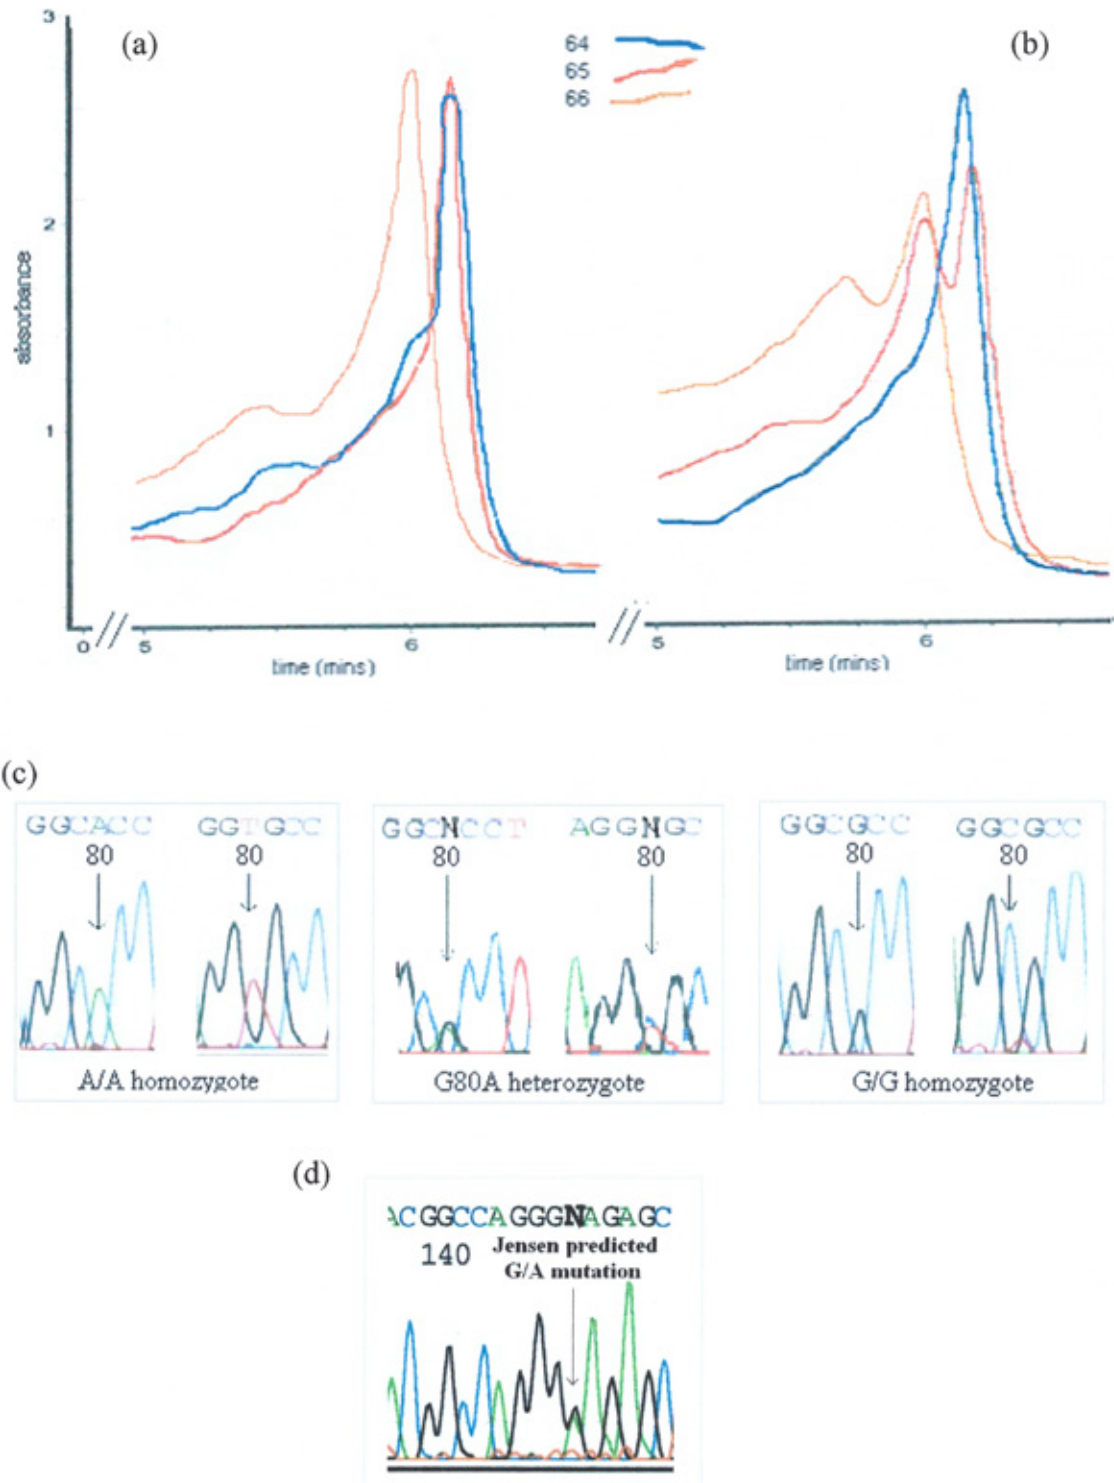 3
(a)
64
65
66
(b)
2
absorbance
1
0
5
6
time (mins)
5
6
time (mins)
(c)
GGCACC
80
GGTGCC
80
A/A homozygote
GGCNCCT
80
AGGNGC
80
G80A heterozygote
GGCGCC
80
GGCGCC
80
G/G homozygote
(d)
ACGGCCAGGGNAGAGC
140
Jensen predicted
G/A mutation